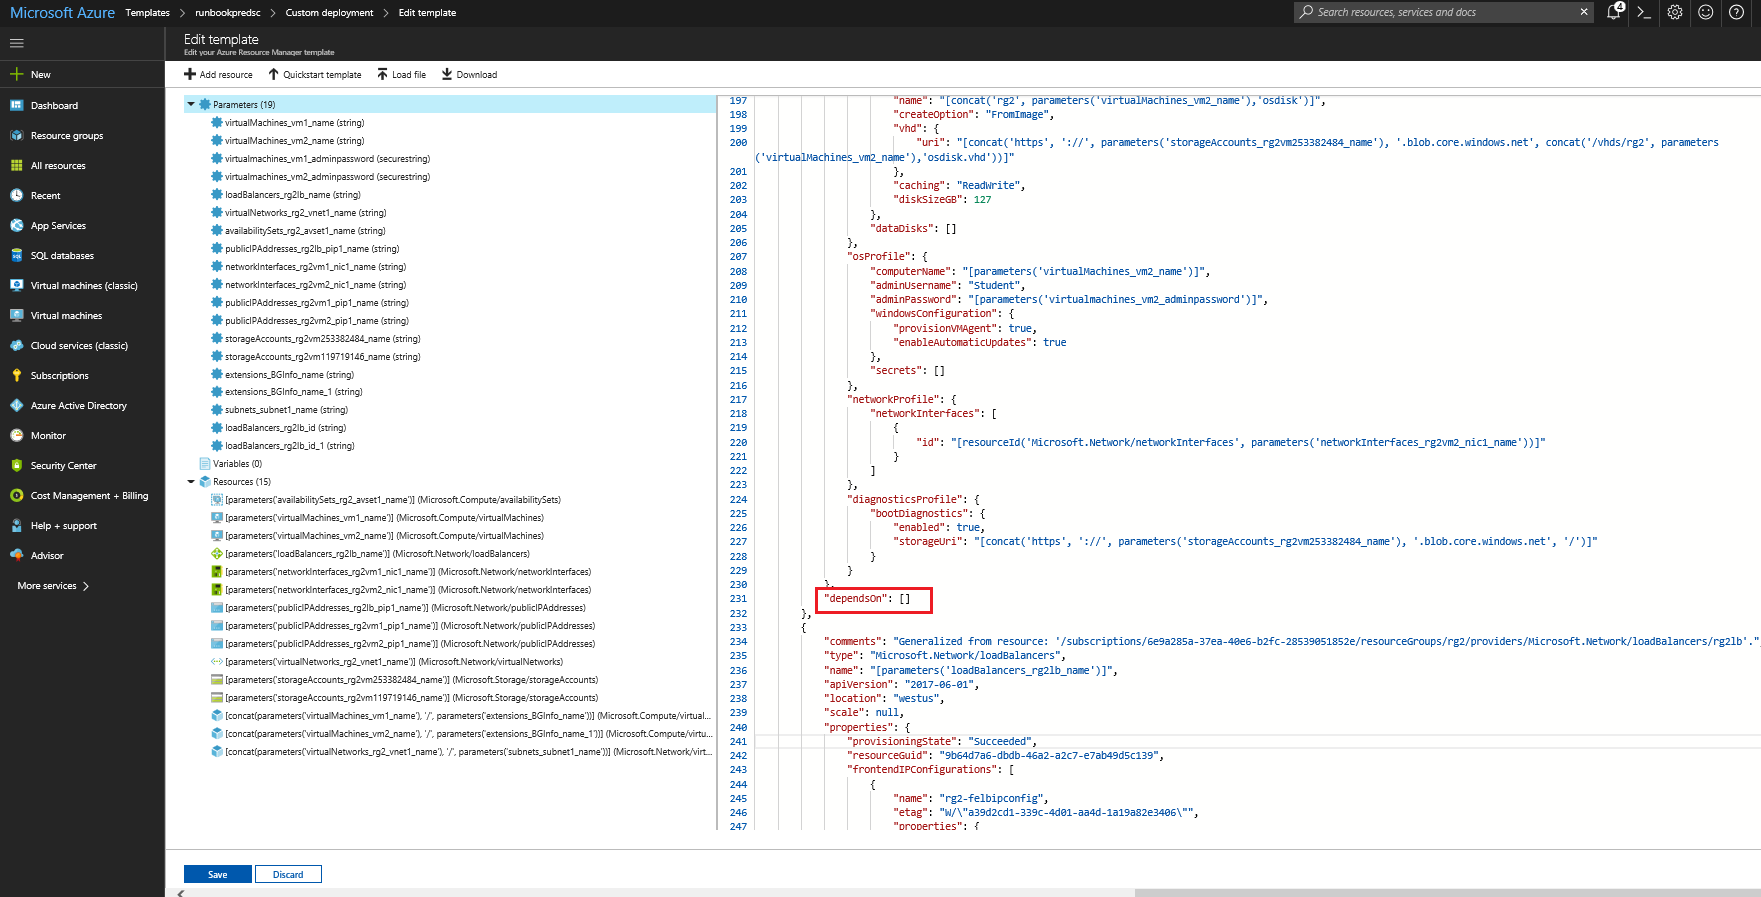 Microsoft Azure Templates > runbookpredsc > Custom deployment > Edit template
Search resources, services and docs
4
Edit template
Edit your Azure Resource Manager template
Add resource Quickstart template Load file Download
New
Dashboard
Resource groups
All resources
Recent
App Services
SQL databases
Virtual machines (classic)
Virtual machines
Cloud services (classic)
Subscriptions
Azure Active Directory
Monitor
Security Center
Cost Management + Billing
Help + support
Advisor
More services >
Parameters (19)
virtualMachines_vm1_name (string)
virtualMachines_vm2_name (string)
virtualmachines_vm1_adminpassword (securestring)
virtualmachines_vm2_adminpassword (securestring)
loadBalancers_rg2lb_name (string)
virtualNetworks_rg2_vnet1_name (string)
availabilitySets_rg2_avset1_name (string)
publicIPAddresses_rg2lb_pip1_name (string)
networkInterfaces_rg2vm1_nic1_name (string)
networkInterfaces_rg2vm2_nic1_name (string)
publicIPAddresses_rg2vm1_pip1_name (string)
publicIPAddresses_rg2vm2_pip1_name (string)
storageAccounts_rg2vm253382484_name (string)
storageAccounts_rg2vm119719146_name (string)
extensions_BGInfo_name (string)
extensions_BGInfo_name_1 (string)
subnets_subnet1_name (string)
loadBalancers_rg2lb_id (string)
loadBalancers_rg2lb_id_1 (string)
Variables (0)
Resources (15)
[parameters('availabilitySets_rg2_avset1_name')] (Microsoft.Compute/availabilitySets)
[parameters('virtualMachines_vm1_name')] (Microsoft.Compute/virtualMachines)
[parameters('virtualMachines_vm2_name')] (Microsoft.Compute/virtualMachines)
[parameters('loadBalancers_rg2lb_name')] (Microsoft.Network/loadBalancers)
[parameters('networkInterfaces_rg2vm1_nic1_name')] (Microsoft.Network/networkInterfaces)
[parameters('networkInterfaces_rg2vm2_nic1_name')] (Microsoft.Network/networkInterfaces)
[parameters('publicIPAddresses_rg2lb_pip1_name')] (Microsoft.Network/publicIPAddresses)
[parameters('publicIPAddresses_rg2vm1_pip1_name')] (Microsoft.Network/publicIPAddresses)
[parameters('publicIPAddresses_rg2vm2_pip1_name')] (Microsoft.Network/publicIPAddresses)
[parameters('virtualNetworks_rg2_vnet1_name')] (Microsoft.Network/virtualNetworks)
[parameters('storageAccounts_rg2vm253382484_name')] (Microsoft.Storage/storageAccounts)
[parameters('storageAccounts_rg2vm119719146_name')] (Microsoft.Storage/storageAccounts)
[concat(parameters('virtualMachines_vm1_name'), '/', parameters('extensions_BGInfo_name'))] (Microsoft.Compute/virtual...
[concat(parameters('virtualMachines_vm2_name'), '/', parameters('extensions_BGInfo_name_1'))] (Microsoft.Compute/virtu...
[concat(parameters('virtualNetworks_rg2_vnet1_name'), '/', parameters('subnets_subnet1_name'))] (Microsoft.Network/virt...
197 "name": "[concat('rg2', parameters('virtualMachines_vm2_name'),'osdisk')]",
198 "createOption": "FromImage",
199 "vhd": {
200 "uri": "[concat('https', '://', parameters('storageAccounts_rg2vm253382484_name'), '.blob.core.windows.net', concat('/vhds/rg2', parameters
('virtualMachines_vm2_name'),'osdisk.vhd'))]"
201 },
202 "caching": "ReadWrite",
203 "diskSizeGB": 127
204 },
205 "dataDisks": []
206 },
207 "osProfile": {
208 "computerName": "[parameters('virtualMachines_vm2_name')]",
209 "adminUsername": "Student",
210 "adminPassword": "[parameters('virtualmachines_vm2_adminpassword')]",
211 "windowsConfiguration": {
212 "provisionVMAgent": true,
213 "enableAutomaticUpdates": true
214 },
215 "secrets": []
216 },
217 "networkProfile": {
218 "networkInterfaces": [
219 {
220 "id": "[resourceId('Microsoft.Network/networkInterfaces', parameters('networkInterfaces_rg2vm2_nic1_name'))]"
221 }
222 ]
223 },
224 "diagnosticsProfile": {
225 "bootDiagnostics": {
226 "enabled": true,
227 "storageUri": "[concat('https', '://', parameters('storageAccounts_rg2vm253382484_name'), '.blob.core.windows.net', '/')]"
228 }
229 }
230 },
231 "dependsOn": []
232 },
233 {
234 "comments": "Generalized from resource: '/subscriptions/6e9a285a-37ea-40e6-b2fc-28539051852e/resourceGroups/rg2/providers/Microsoft.Network/loadBalancers/rg2lb'.",
235 "type": "Microsoft.Network/loadBalancers",
236 "name": "[parameters('loadBalancers_rg2lb_name')]",
237 "apiVersion": "2017-06-01",
238 "location": "westus",
239 "scale": null,
240 "properties": {
241 "provisioningState": "Succeeded",
242 "resourceGuid": "9b64d7a6-dbdb-46a2-a2c7-e7ab49d5c139",
243 "frontendIPConfigurations": [
244 {
245 "name": "rg2-felbipconfig",
246 "etag": "W/\"a39d2cd1-339c-4d01-aa4d-1a19a82e3406\"",
247 "properties": {
Save Discard